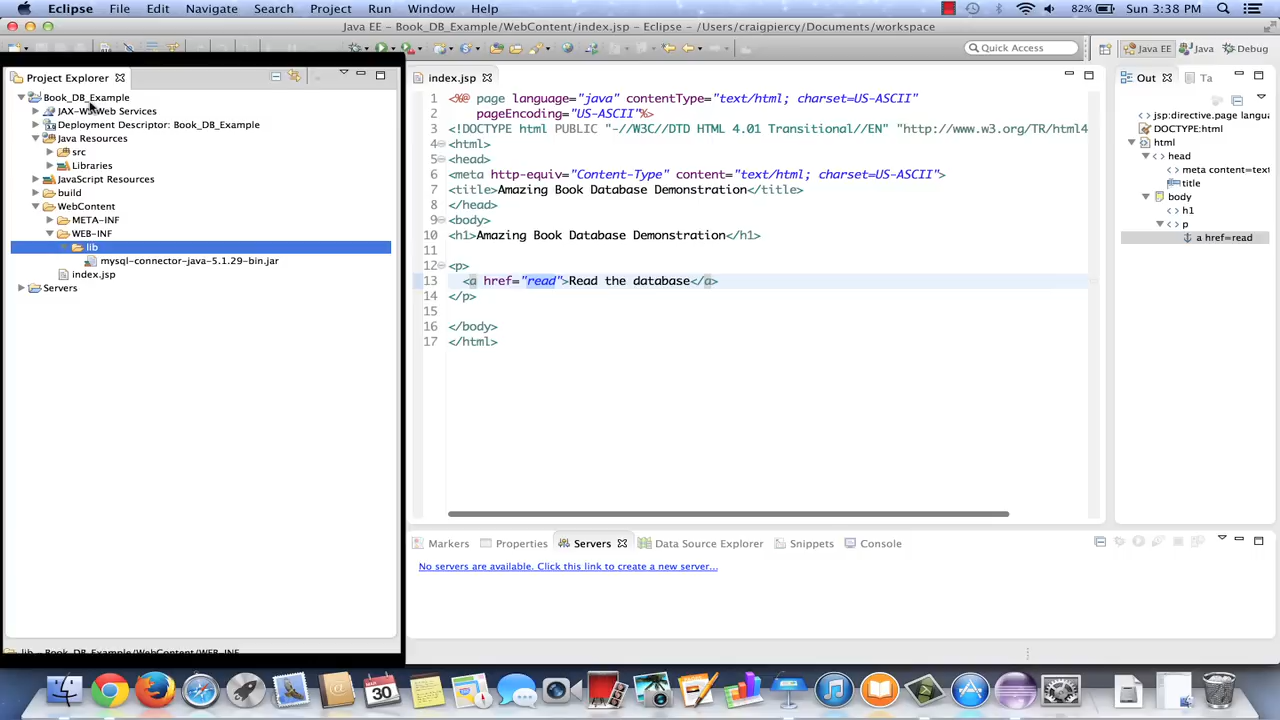 Eclipse File Edit Navigate Search Project Run Window Help 82% Sun 3:38 PM
Java EE – Book_DB_Example/WebContent/index.jsp – Eclipse – /Users/craigpiercy/Documents/workspace
Quick Access Java EE Java Debug
Project Explorer
Book_DB_Example
JAX-WS Web Services
Deployment Descriptor: Book_DB_Example
Java Resources
src
Libraries
JavaScript Resources
build
WebContent
META-INF
WEB-INF
lib
mysql-connector-java-5.1.29-bin.jar
index.jsp
Servers
lib – Book_DB_Example/WebContent/WEB-INF
index.jsp
1 <%@ page language="java" contentType="text/html; charset=US-ASCII"
2 pageEncoding="US-ASCII"%>
3 <!DOCTYPE html PUBLIC "-//W3C//DTD HTML 4.01 Transitional//EN" "http://www.w3.org/TR/html4
4 <html>
5 <head>
6 <meta http-equiv="Content-Type" content="text/html; charset=US-ASCII">
7 <title>Amazing Book Database Demonstration</title>
8 </head>
9 <body>
10 <h1>Amazing Book Database Demonstration</h1>
11
12 <p>
13 <a href="read">Read the database</a>
14 </p>
15
16 </body>
17 </html>
Out Ta
jsp:directive.page langua
DOCTYPE:html
html
head
meta content=text
title
body
h1
p
a href=read
Markers Properties Servers Data Source Explorer Snippets Console
No servers are available. Click this link to create a new server...
30